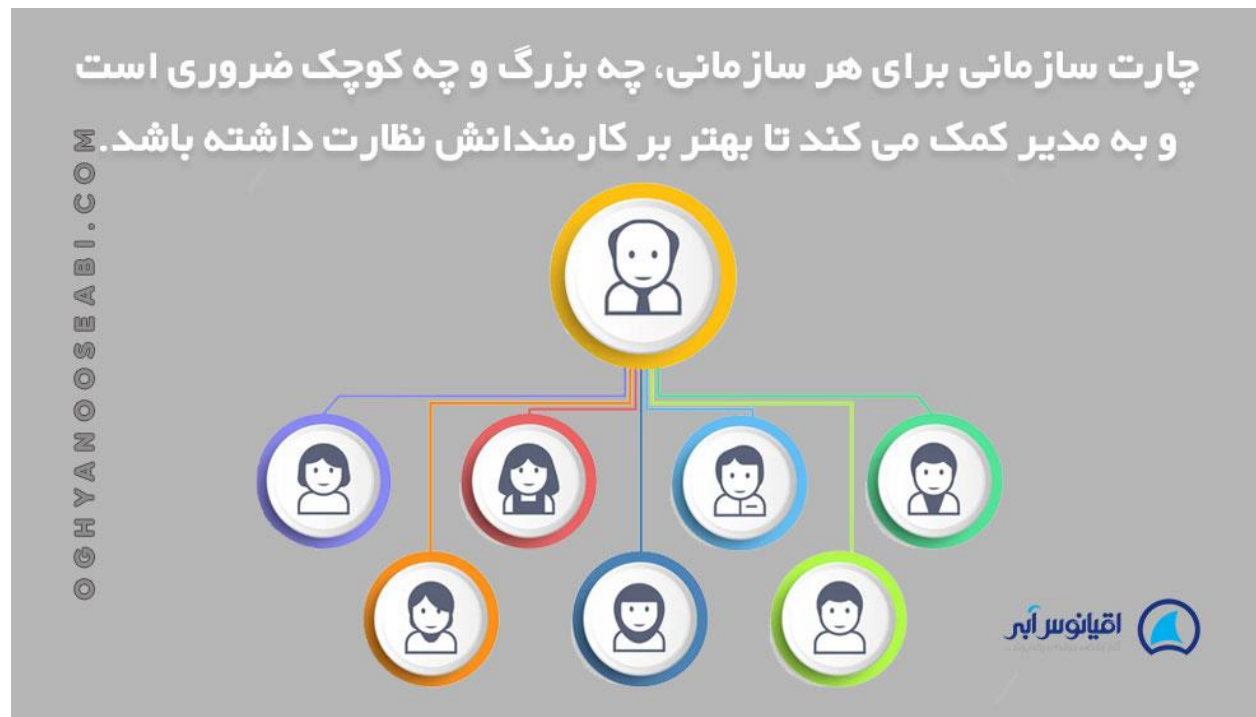 چارت سازمانی برای هر سازمانی، چه بزرگ و چه کوچک ضروری است
و به مدیر کمک می کند تا بهتر بر کارمندانش نظارت داشته باشد.
OGHYANOOSEABI.COM
اقیانوس آبی